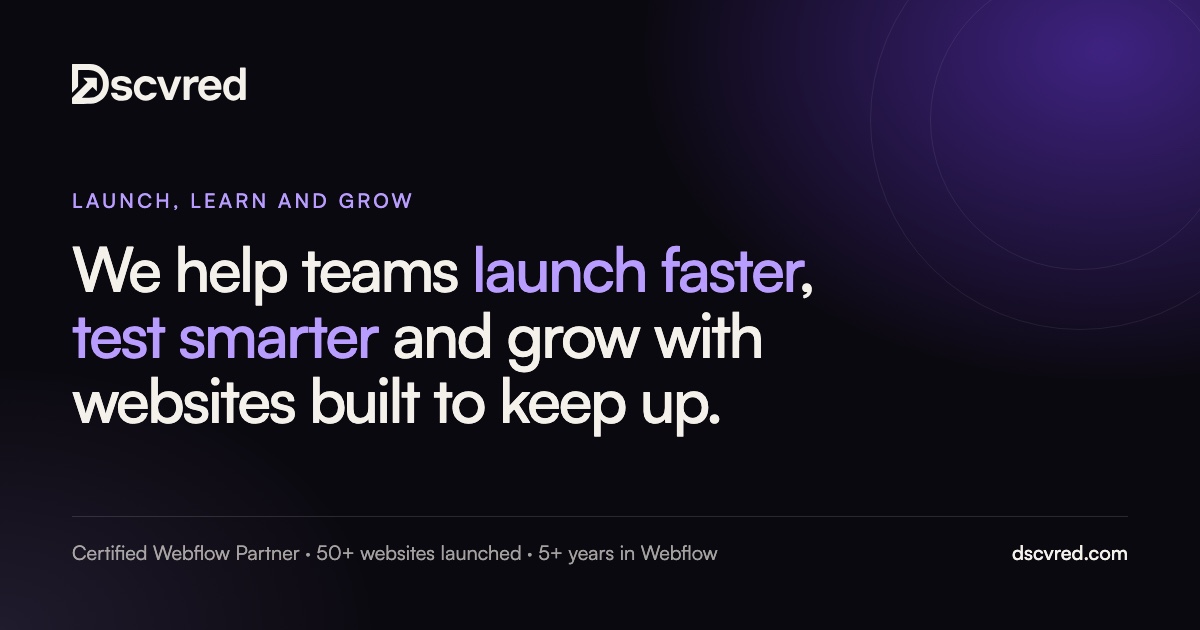 Dscvred
LAUNCH, LEARN AND GROW
We help teams launch faster,
test smarter and grow with
websites built to keep up.
Certified Webflow Partner · 50+ websites launched · 5+ years in Webflow
dscvred.com